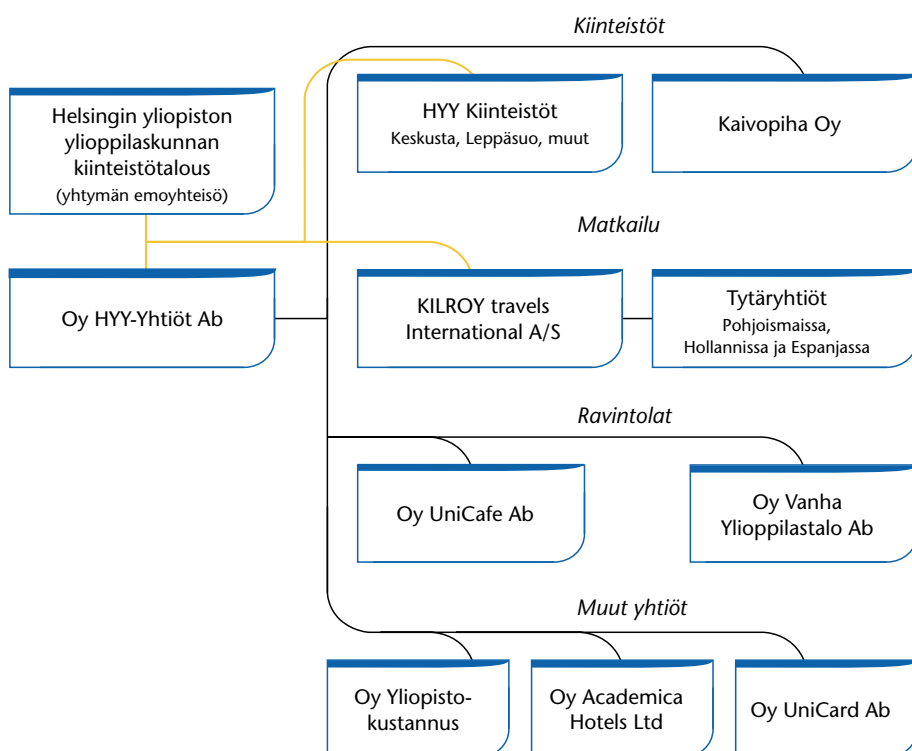 Kiinteistöt
Helsingin yliopiston
ylioppilaskunnan
kiinteistötalous
(yhtymän emoyhteisö)
HYY Kiinteistöt
Keskusta, Leppäsuo, muut
Kaivopiha Oy
Matkailu
Oy HYY-Yhtiöt Ab
KILROY travels
International A/S
Tytäryhtiöt
Pohjoismaissa,
Hollannissa ja Espanjassa
Ravintolat
Oy UniCafe Ab
Oy Vanha
Ylioppilastalo Ab
Muut yhtiöt
Oy Yliopisto-
kustannus
Oy Academica
Hotels Ltd
Oy UniCard Ab